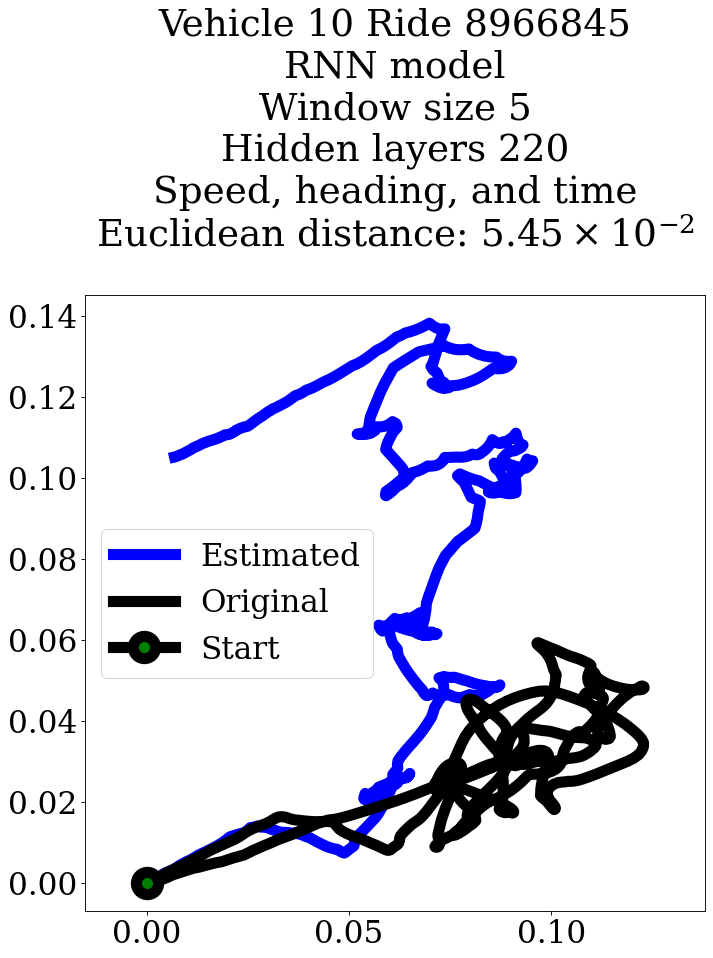 Vehicle 10 Ride 8966845
RNN model
Window size 5
Hidden layers 220
Speed, heading, and time
Euclidean distance: 5.45 × 10⁻²
0.14
0.12
0.10
0.08
0.06
0.04
0.02
0.00
Estimated
Original
Start
0.00 0.05 0.10